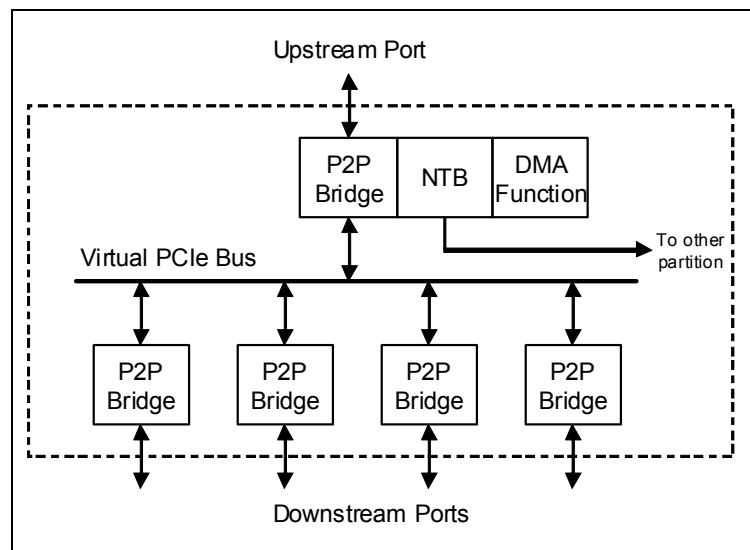 Upstream Port
P2P
Bridge
NTB
DMA
Function
To other
partition
Virtual PCIe Bus
P2P
Bridge
P2P
Bridge
P2P
Bridge
P2P
Bridge
Downstream Ports